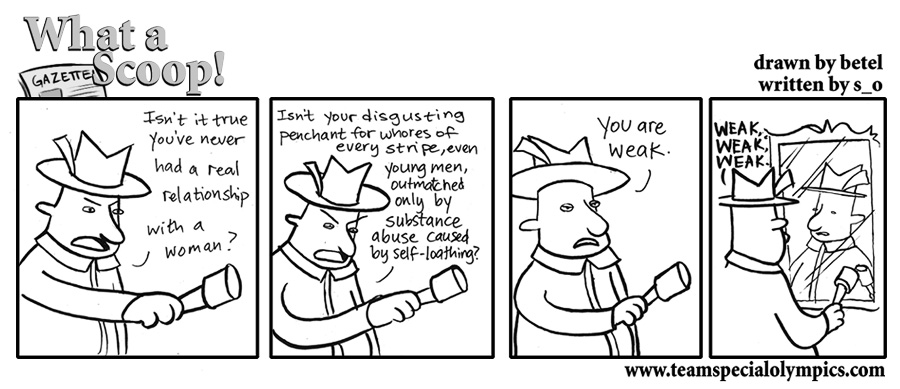 What a
Scoop!
GAZETTE
drawn by betel
written by s_o
Isn't it true
you've never
had a real
relationship
with a
woman?
Isn't your disgusting
penchant for whores of
every stripe, even
young men,
outmatched
only by
substance
abuse caused
by self-loathing?
You are
weak.
WEAK,
WEAK,
WEAK.
www.teamspecialolympics.com